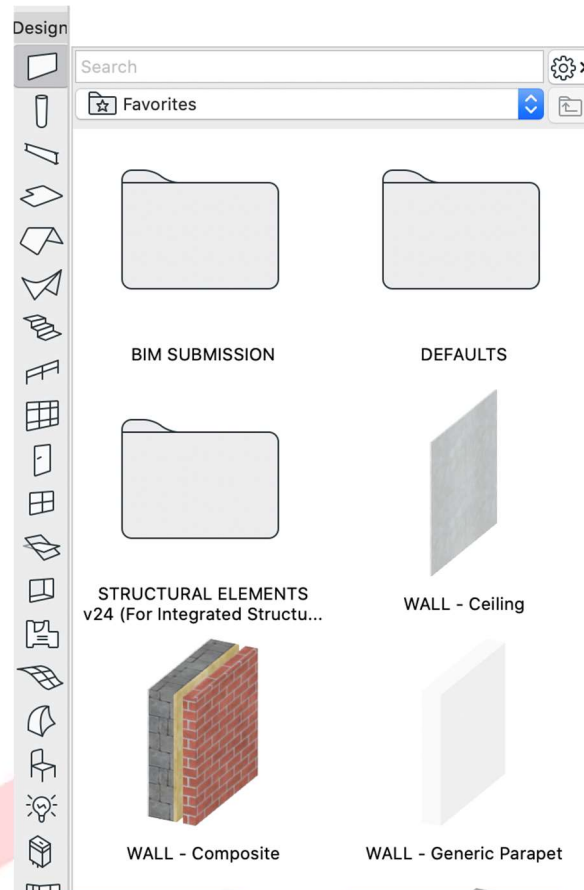 Design
Search
Favorites
BIM SUBMISSION
DEFAULTS
STRUCTURAL ELEMENTS
v24 (For Integrated Structu...
WALL - Ceiling
WALL - Composite
WALL - Generic Parapet